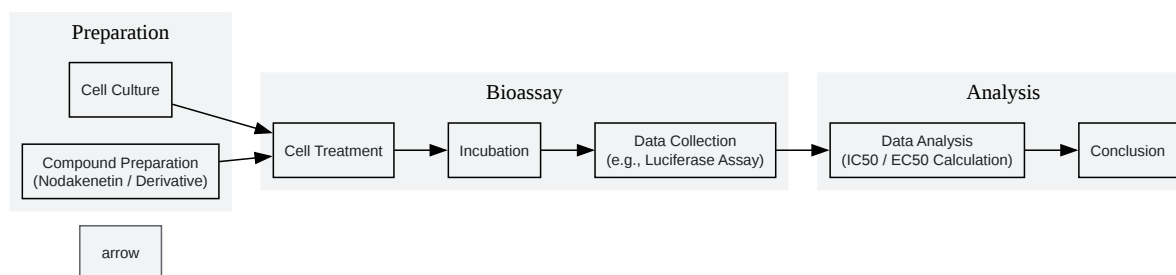 Preparation
Cell Culture
Compound Preparation
(Nodakenetin / Derivative)
arrow
Bioassay
Cell Treatment
Incubation
Data Collection
(e.g., Luciferase Assay)
Analysis
Data Analysis
(IC50 / EC50 Calculation)
Conclusion